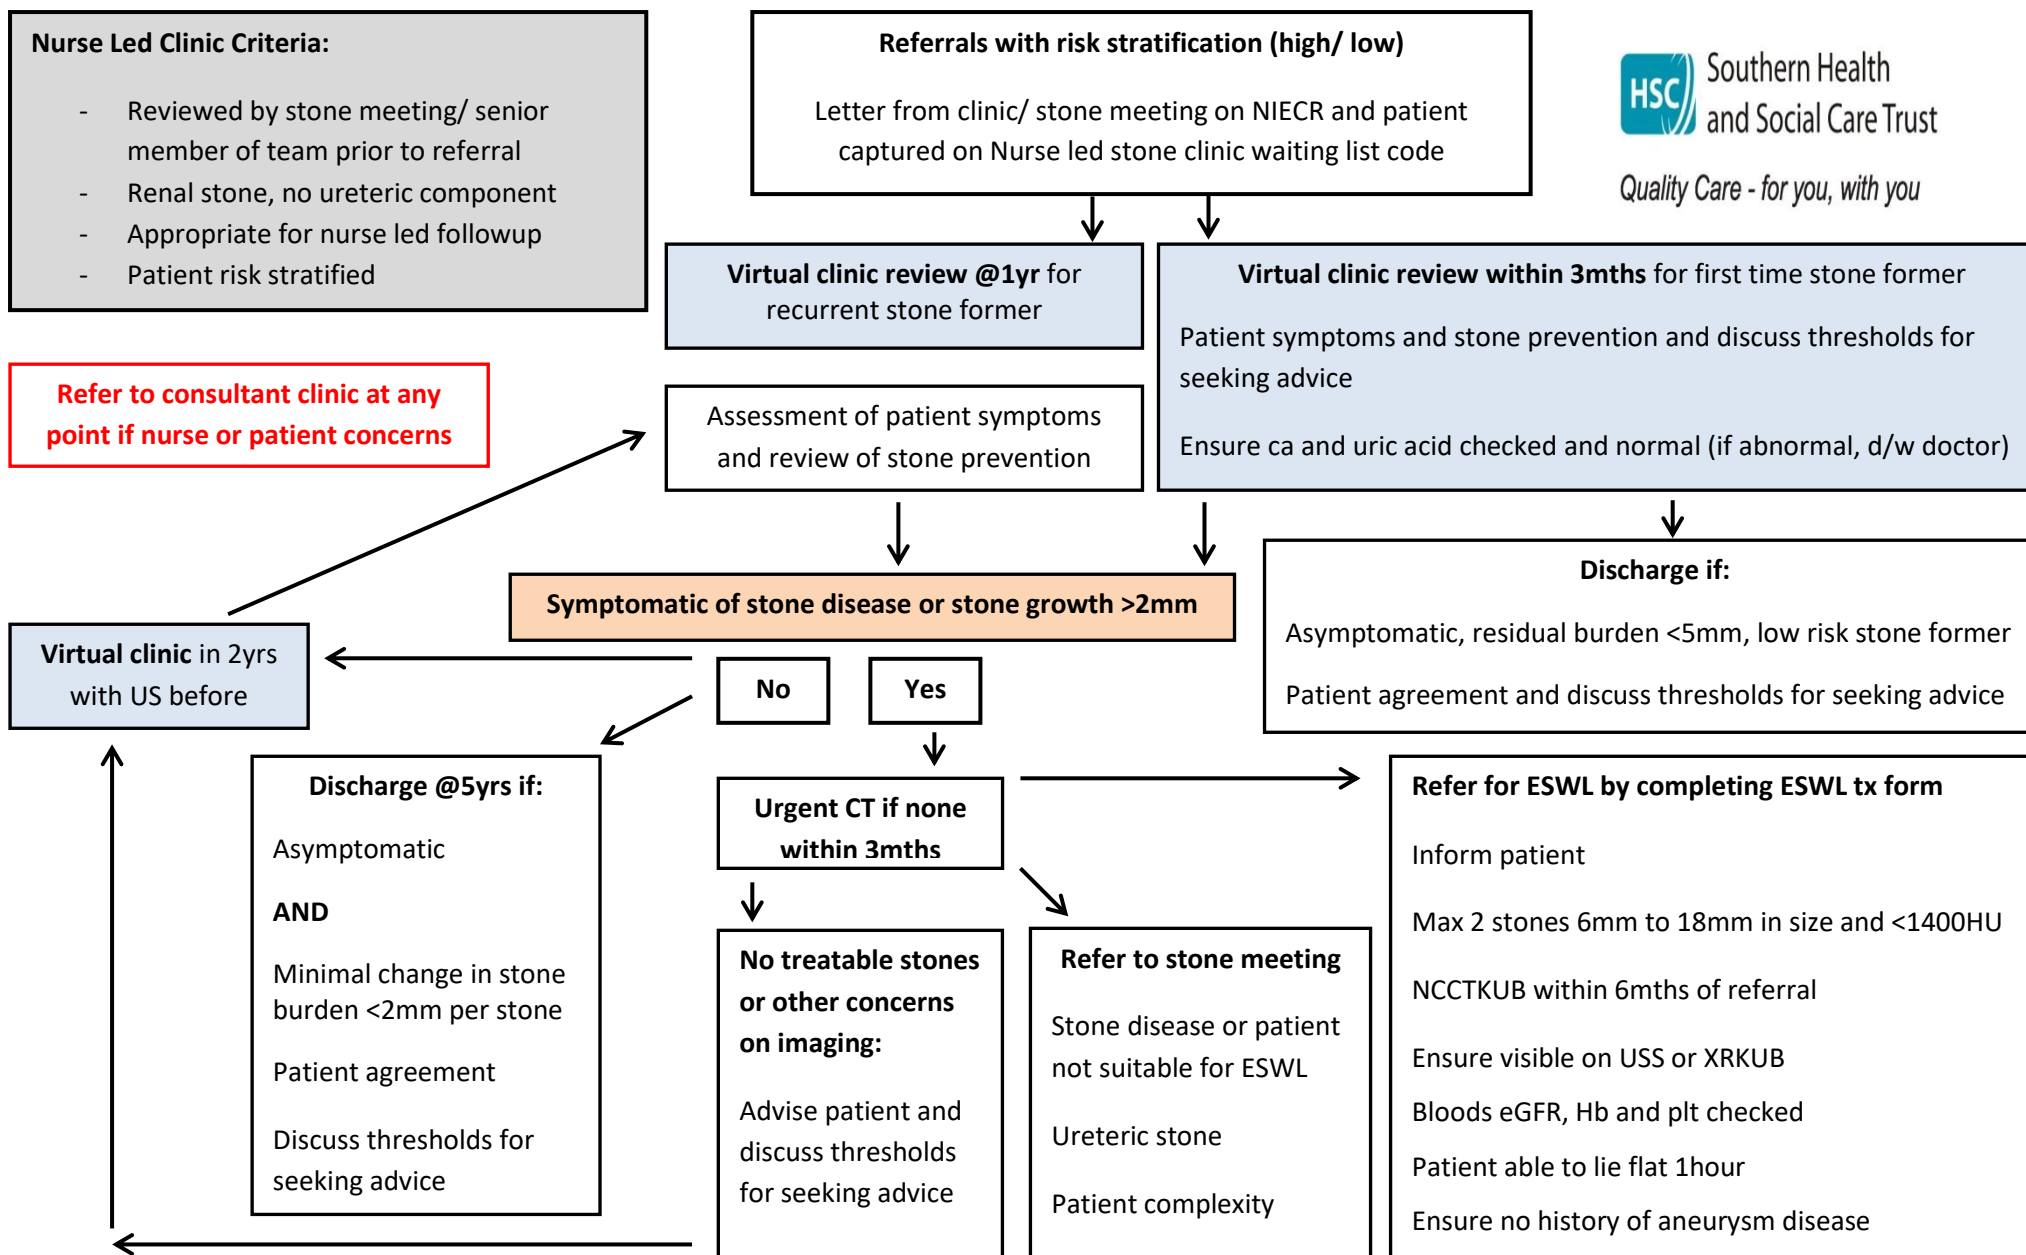 Nurse Led Clinic Criteria:
- Reviewed by stone meeting/ senior
member of team prior to referral
- Renal stone, no ureteric component
- Appropriate for nurse led followup
- Patient risk stratified
Referrals with risk stratification (high/ low)
Letter from clinic/ stone meeting on NIECR and patient
captured on Nurse led stone clinic waiting list code
HSC
Southern Health
and Social Care Trust
Quality Care - for you, with you
Virtual clinic review @1yr for
recurrent stone former
Virtual clinic review within 3mths for first time stone former
Patient symptoms and stone prevention and discuss thresholds for
seeking advice
Ensure ca and uric acid checked and normal (if abnormal, d/w doctor)
Refer to consultant clinic at any
point if nurse or patient concerns
Assessment of patient symptoms
and review of stone prevention
Symptomatic of stone disease or stone growth >2mm
Discharge if:
Asymptomatic, residual burden <5mm, low risk stone former
Patient agreement and discuss thresholds for seeking advice
Virtual clinic in 2yrs
with US before
No
Yes
Discharge @5yrs if:
Asymptomatic
AND
Minimal change in stone
burden <2mm per stone
Patient agreement
Discuss thresholds for
seeking advice
Urgent CT if none
within 3mths
No treatable stones
or other concerns
on imaging:
Advise patient and
discuss thresholds
for seeking advice
Refer to stone meeting
Stone disease or patient
not suitable for ESWL
Ureteric stone
Patient complexity
Refer for ESWL by completing ESWL tx form
Inform patient
Max 2 stones 6mm to 18mm in size and <1400HU
NCCTKUB within 6mths of referral
Ensure visible on USS or XRKUB
Bloods eGFR, Hb and plt checked
Patient able to lie flat 1hour
Ensure no history of aneurysm disease